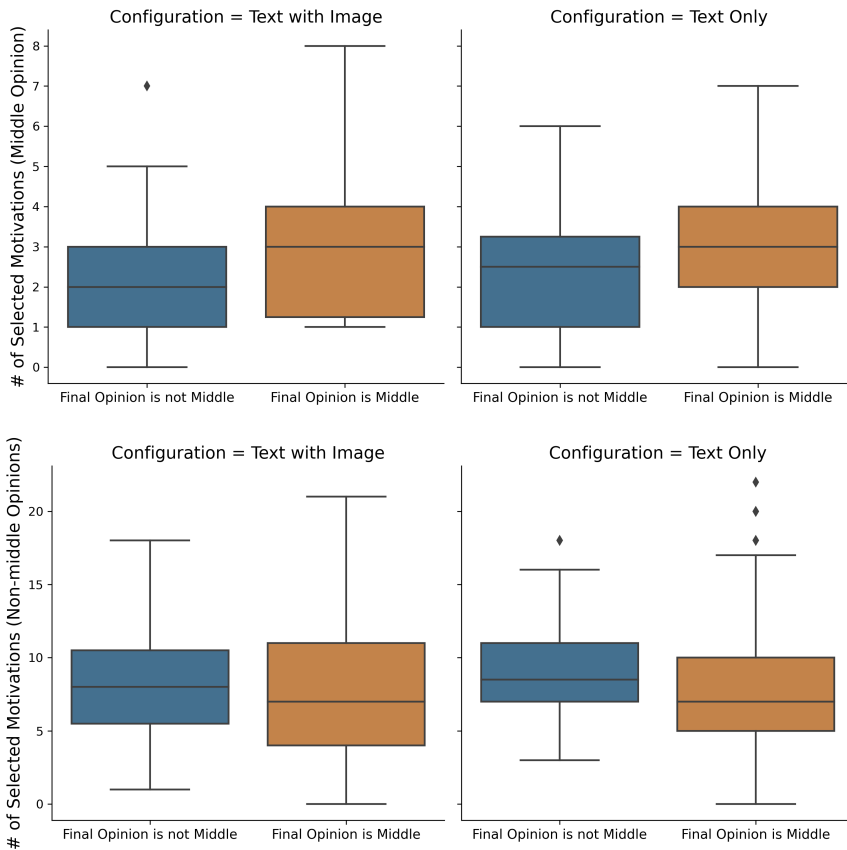 Configuration = Text with Image
Configuration = Text Only
# of Selected Motivations (Middle Opinion)
8
7
6
5
4
3
2
1
0
Final Opinion is not Middle
Final Opinion is Middle
Final Opinion is not Middle
Final Opinion is Middle
Configuration = Text with Image
Configuration = Text Only
# of Selected Motivations (Non-middle Opinions)
20
15
10
5
0
Final Opinion is not Middle
Final Opinion is Middle
Final Opinion is not Middle
Final Opinion is Middle